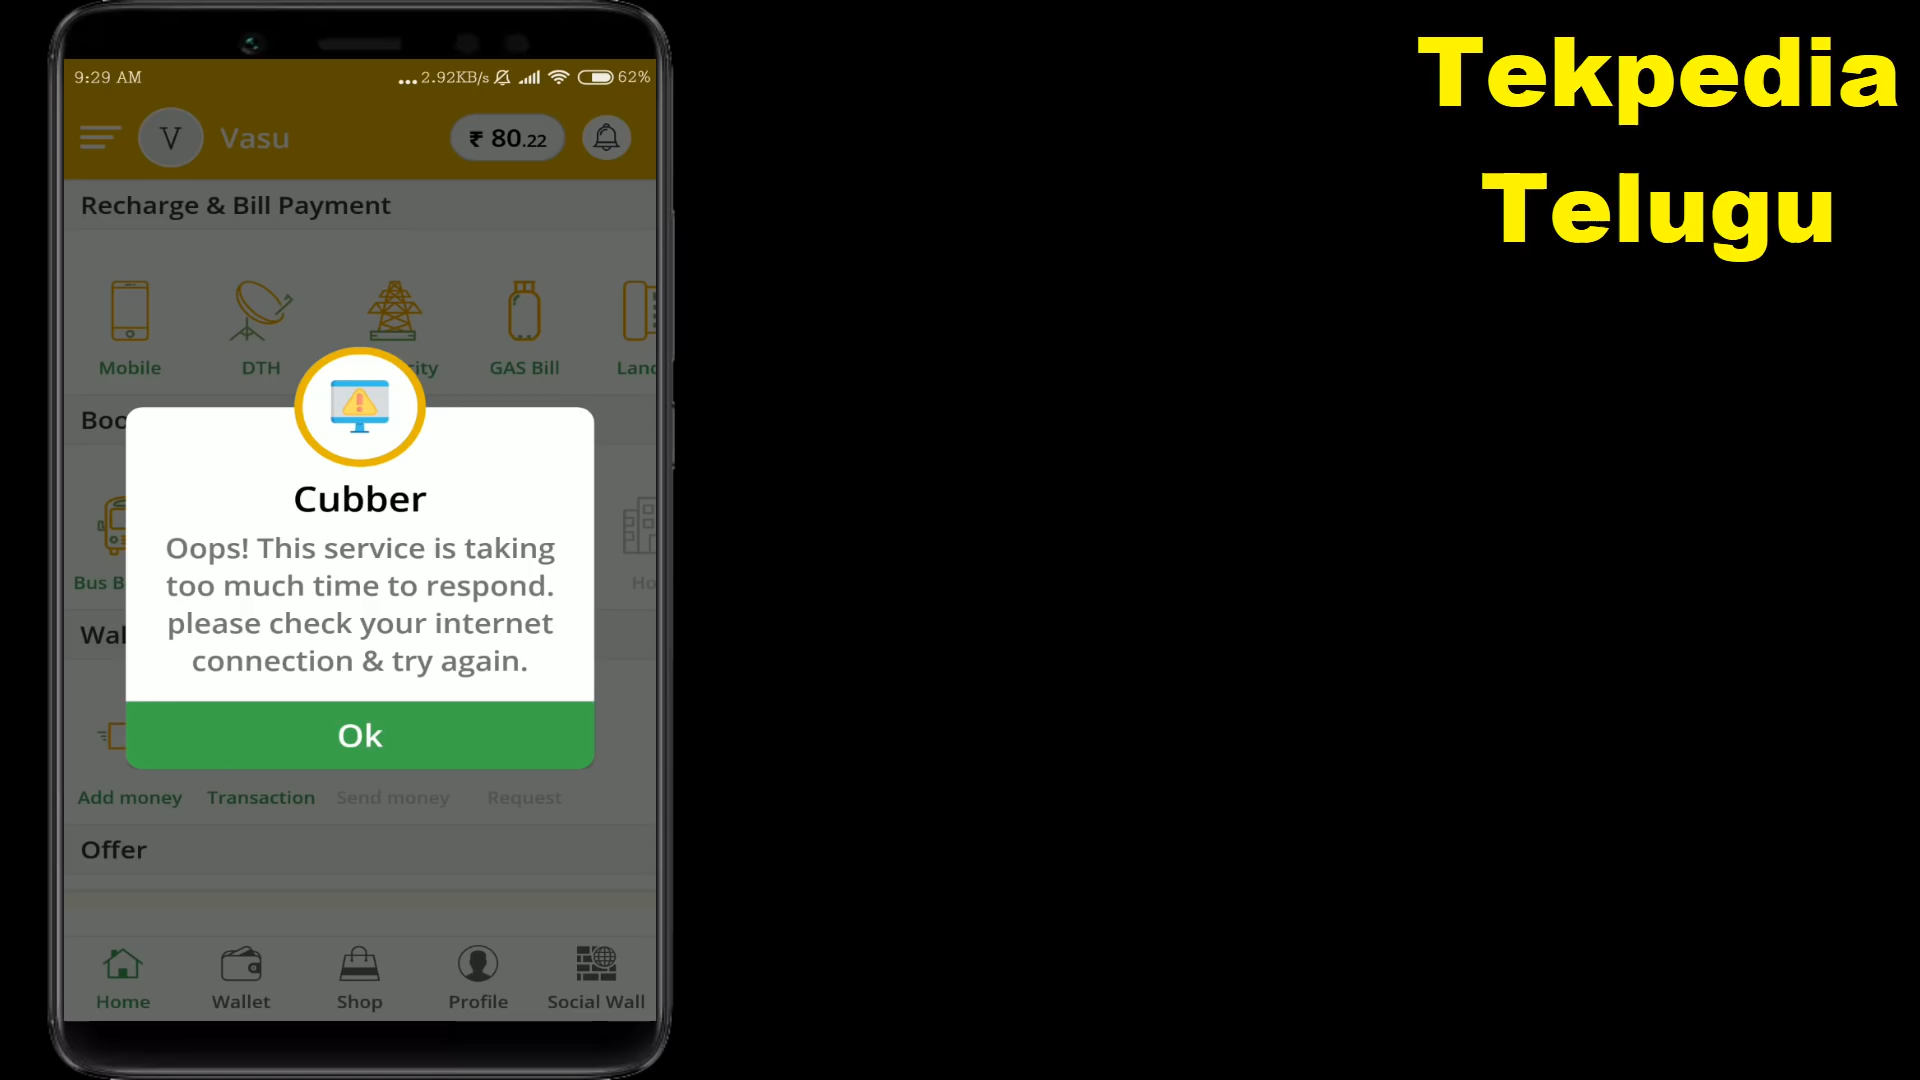 Tekpedia
Telugu
9:29 AM
...2.92KB/s 62%
V Vasu ₹ 80.22
Recharge & Bill Payment
Mobile DTH GAS Bill
Cubber
Oops! This service is taking
too much time to respond.
please check your internet
connection & try again.
Ok
Add money Transaction Send money Request
Offer
Home Wallet Shop Profile Social Wall